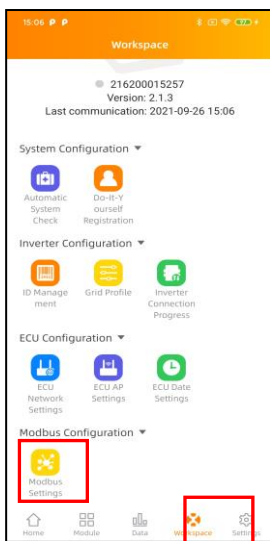 15:06
Workspace
216200015257
Version: 2.1.3
Last communication: 2021-09-26 15:06
System Configuration
Automatic System Check
Do-It-Y ourself Registration
Inverter Configuration
ID Manage ment
Grid Profile
Inverter Connection Progress
ECU Configuration
ECU Network Settings
ECU AP Settings
ECU Date Settings
Modbus Configuration
Modbus Settings
Home Module Data Workspace Settings